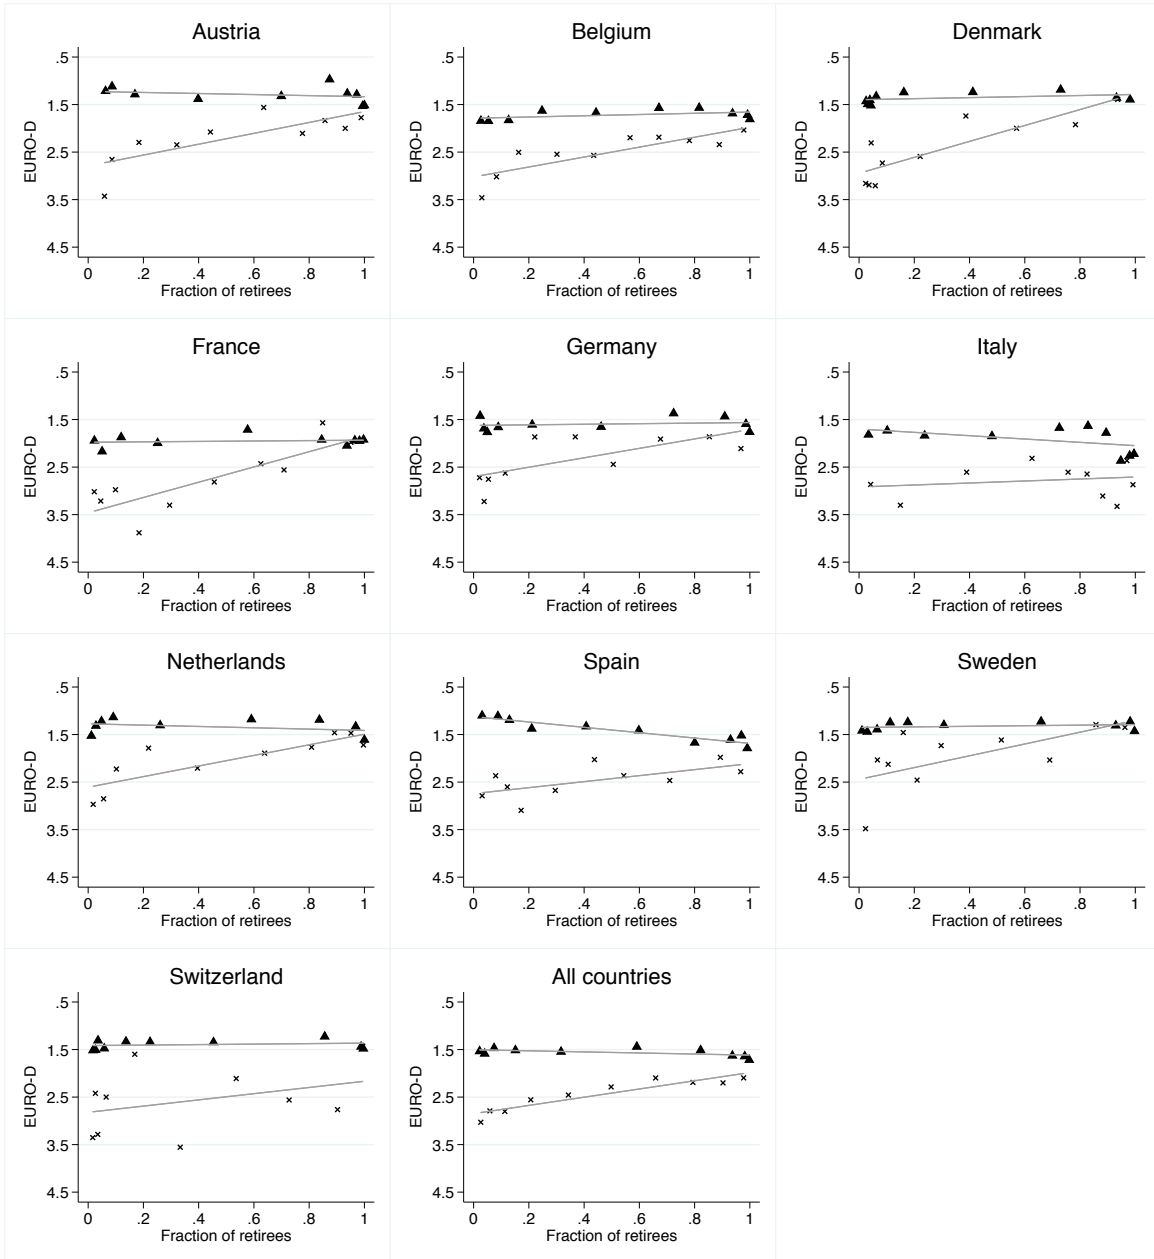 Austria
.5
1.5
2.5
3.5
4.5
EURO-D
0 .2 .4 .6 .8 1
Fraction of retirees
Belgium
.5
1.5
2.5
3.5
4.5
EURO-D
0 .2 .4 .6 .8 1
Fraction of retirees
Denmark
.5
1.5
2.5
3.5
4.5
EURO-D
0 .2 .4 .6 .8 1
Fraction of retirees
France
.5
1.5
2.5
3.5
4.5
EURO-D
0 .2 .4 .6 .8 1
Fraction of retirees
Germany
.5
1.5
2.5
3.5
4.5
EURO-D
0 .2 .4 .6 .8 1
Fraction of retirees
Italy
.5
1.5
2.5
3.5
4.5
EURO-D
0 .2 .4 .6 .8 1
Fraction of retirees
Netherlands
.5
1.5
2.5
3.5
4.5
EURO-D
0 .2 .4 .6 .8 1
Fraction of retirees
Spain
.5
1.5
2.5
3.5
4.5
EURO-D
0 .2 .4 .6 .8 1
Fraction of retirees
Sweden
.5
1.5
2.5
3.5
4.5
EURO-D
0 .2 .4 .6 .8 1
Fraction of retirees
Switzerland
.5
1.5
2.5
3.5
4.5
EURO-D
0 .2 .4 .6 .8 1
Fraction of retirees
All countries
.5
1.5
2.5
3.5
4.5
EURO-D
0 .2 .4 .6 .8 1
Fraction of retirees